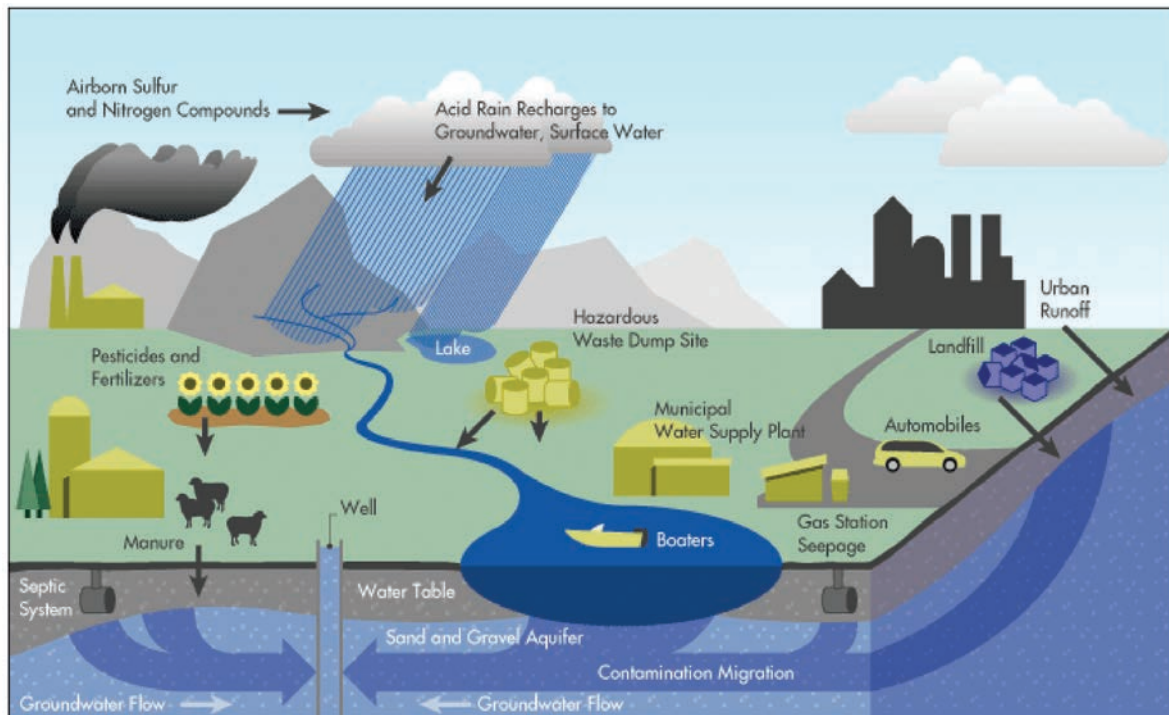 Airborn Sulfur
and Nitrogen Compounds
Acid Rain Recharges to
Groundwater, Surface Water
Urban
Runoff
Hazardous
Waste Dump Site
Lake
Landfill
Pesticides and
Fertilizers
Municipal
Water Supply Plant
Automobiles
Well
Boaters
Gas Station
Seepage
Manure
Septic
System
Water Table
Sand and Gravel Aquifer
Contamination Migration
Groundwater Flow
Groundwater Flow